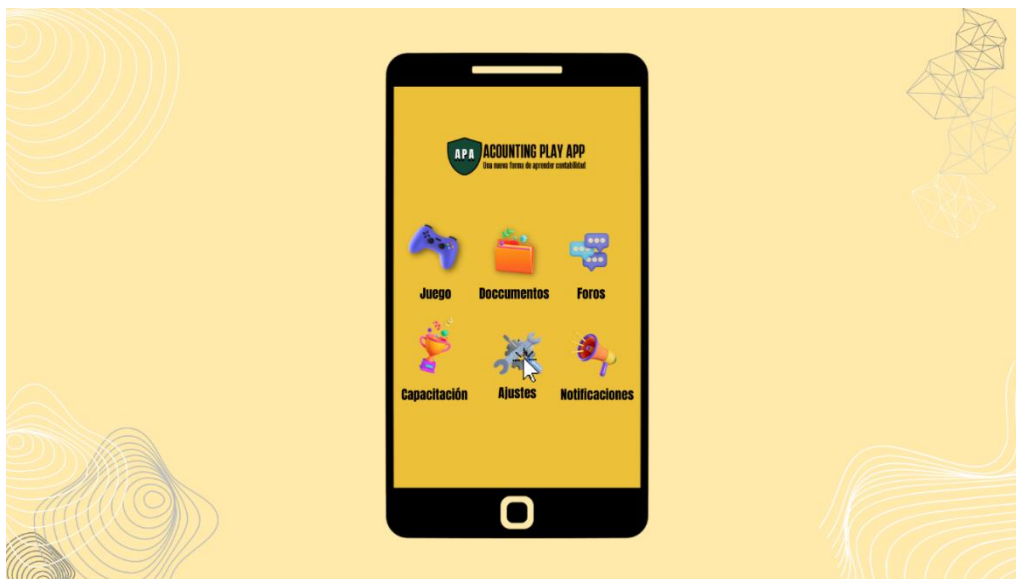 APA
ACOUNTING PLAY APP
Una nueva forma de aprender contabilidad
Juego
Doccumentos
Foros
Capacitación
Ajustes
Notificaciones